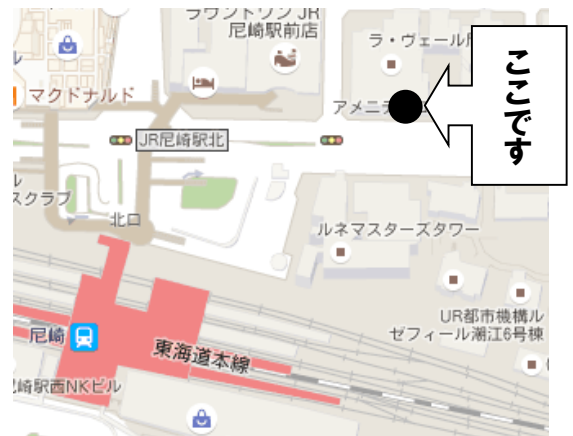 ラウンドワン JR
尼崎駅前店
ラ・ヴェール
マクドナルド
アメニテ
ここです
JR尼崎駅北
スクラブ
北口
ルネマスターズタワー
UR都市機構ル
ゼフィール潮江6号棟
尼崎
東海道本線
崎駅西NKビル